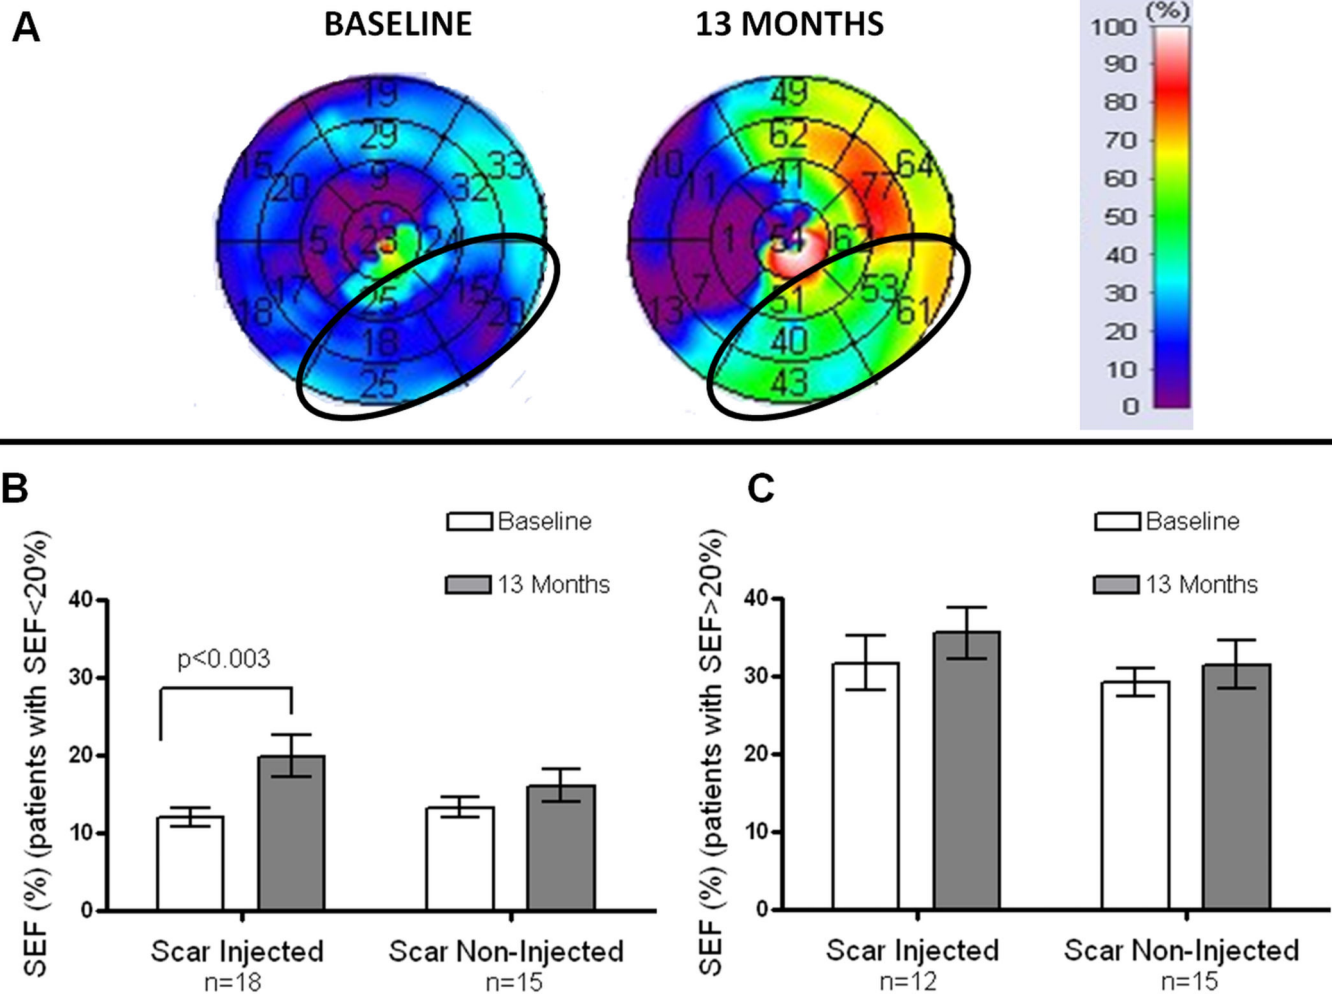 A
BASELINE
13 MONTHS
(%)
100
90
80
70
60
50
40
30
20
10
0
19
29
9
15
20
33
32
5
23
24
17
18
25
15
20
18
25
49
62
41
10
11
64
77
1
54
62
7
13
51
53
61
40
43
B
Baseline
13 Months
SEF (%) (patients with SEF<20%)
40
30
20
10
0
p<0.003
Scar Injected
n=18
Scar Non-Injected
n=15
C
Baseline
13 Months
SEF (%) (patients with SEF>20%)
40
30
20
10
0
Scar Injected
n=12
Scar Non-Injected
n=15